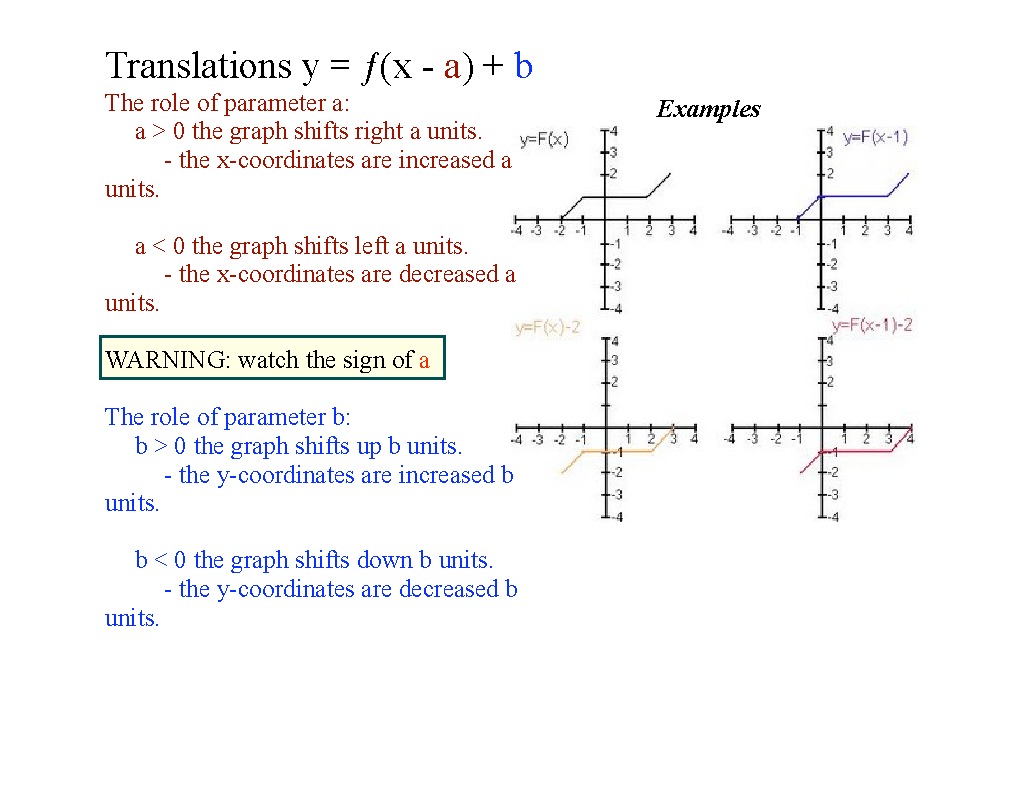 Translations y = ƒ(x - a) + b
The role of parameter a:
a > 0 the graph shifts right a units.
- the x-coordinates are increased a
units.
a < 0 the graph shifts left a units.
- the x-coordinates are decreased a
units.
WARNING: watch the sign of a
The role of parameter b:
b > 0 the graph shifts up b units.
- the y-coordinates are increased b
units.
b < 0 the graph shifts down b units.
- the y-coordinates are decreased b
units.
Examples
y=F(x)
4
3
2
-4 -3 -2 -1 1 2 3 4
-1
-2
-3
-4
y=F(x-1)
4
3
2
-4 -3 -2 -1 1 2 3 4
-1
-2
-3
-4
y=F(x)-2
4
3
2
-4 -3 -2 -1 1 2 3 4
-1
-2
-3
-4
y=F(x-1)-2
4
3
2
-4 -3 -2 -1 1 2 3 4
-1
-2
-3
-4